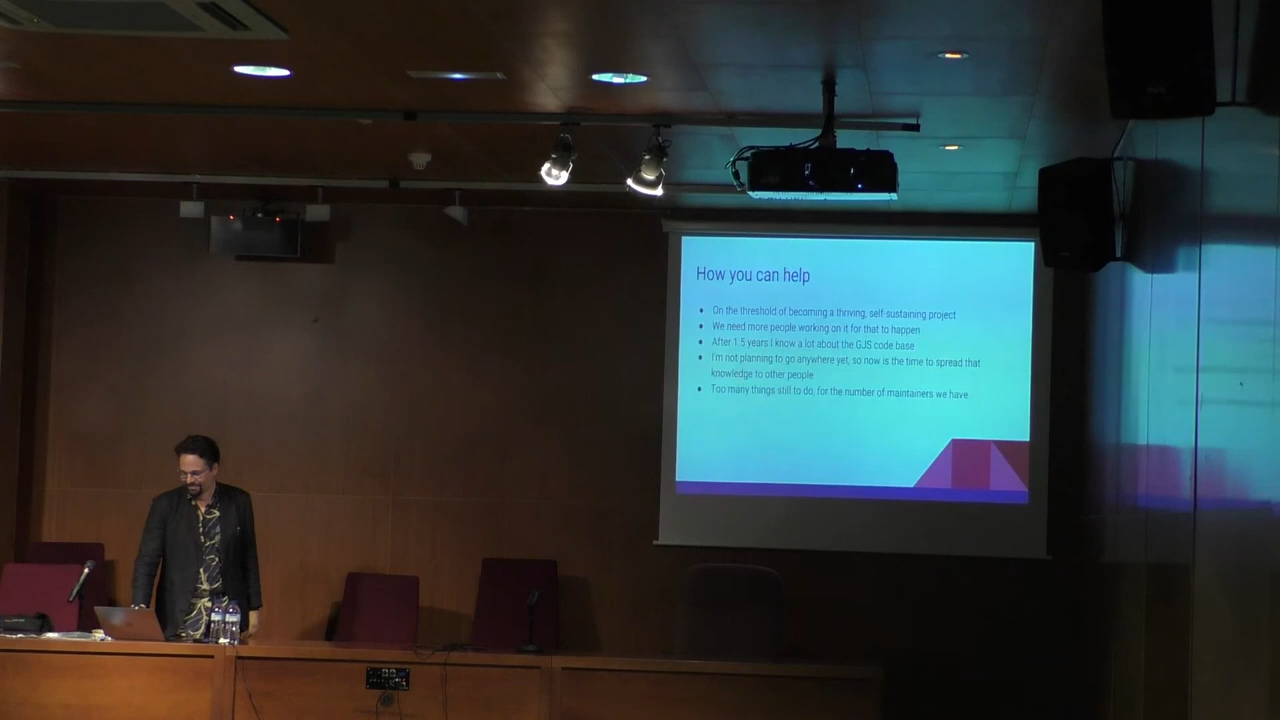 How you can help
• On the threshold of becoming a thriving, self-sustaining project
• We need more people working on it for that to happen
• After 1.5 years I know a lot about the GJS code base
• I'm not planning to go anywhere yet, so now is the time to spread that
knowledge to other people
• Too many things still to do, for the number of maintainers we have